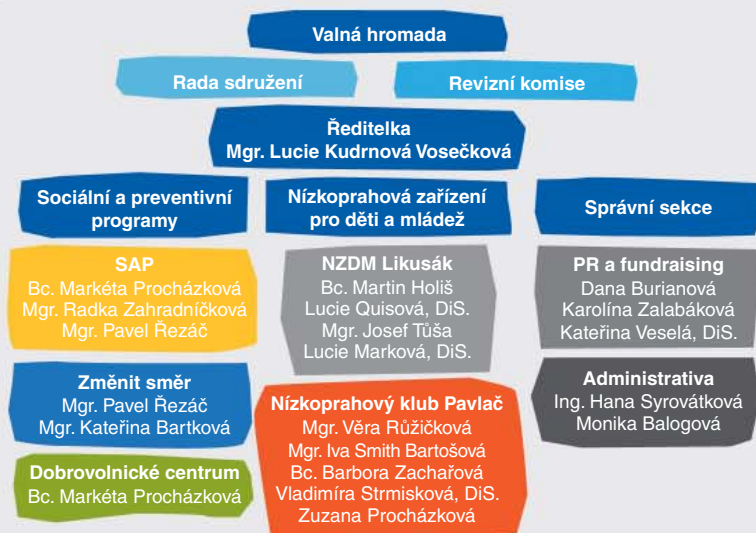 Valná hromada
Rada sdružení
Revizní komise
Ředitelka
Mgr. Lucie Kudrnová Vosečková
Sociální a preventivní
programy
SAP
Bc. Markéta Procházková
Mgr. Radka Zahradníčková
Mgr. Pavel Řezáč
Změnit směr
Mgr. Pavel Řezáč
Mgr. Kateřina Bartková
Dobrovolnické centrum
Bc. Markéta Procházková
Nízkoprahová zařízení
pro děti a mládež
NZDM Likusák
Bc. Martin Holiš
Lucie Quisová, DiS.
Mgr. Josef Tůša
Lucie Marková, DiS.
Nízkoprahový klub Pavlač
Mgr. Věra Růžičková
Mgr. Iva Smith Bartošová
Bc. Barbora Zachařová
Vladimíra Strmisková, DiS.
Zuzana Procházková
Správní sekce
PR a fundraising
Dana Burianová
Karolína Zalabáková
Kateřina Veselá, DiS.
Administrativa
Ing. Hana Syrovátková
Monika Balogová